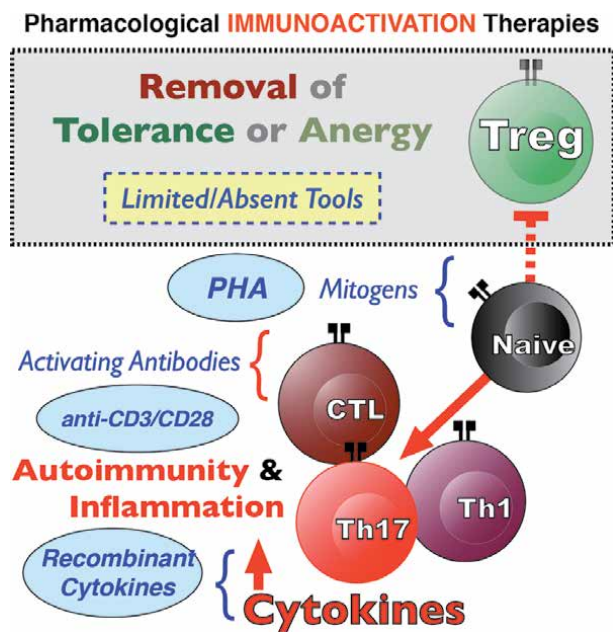 Pharmacological IMMUNOACTIVATION Therapies
Removal of
Tolerance or Anergy
Treg
Limited/Absent Tools
PHA
Mitogens
Naive
Activating Antibodies
CTL
anti-CD3/CD28
Autoimmunity &
Inflammation
Th17
Th1
Recombinant
Cytokines
Cytokines